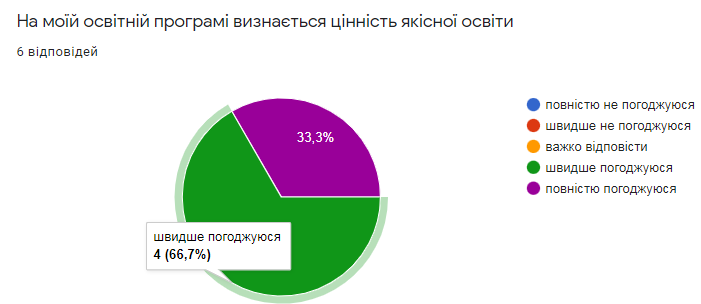 На моїй освітній програмі визнається цінність якісної освіти
6 відповідей
33,3%
швидше погоджуюся
4 (66,7%)
повністю не погоджуюся
швидше не погоджуюся
важко відповісти
швидше погоджуюся
повністю погоджуюся